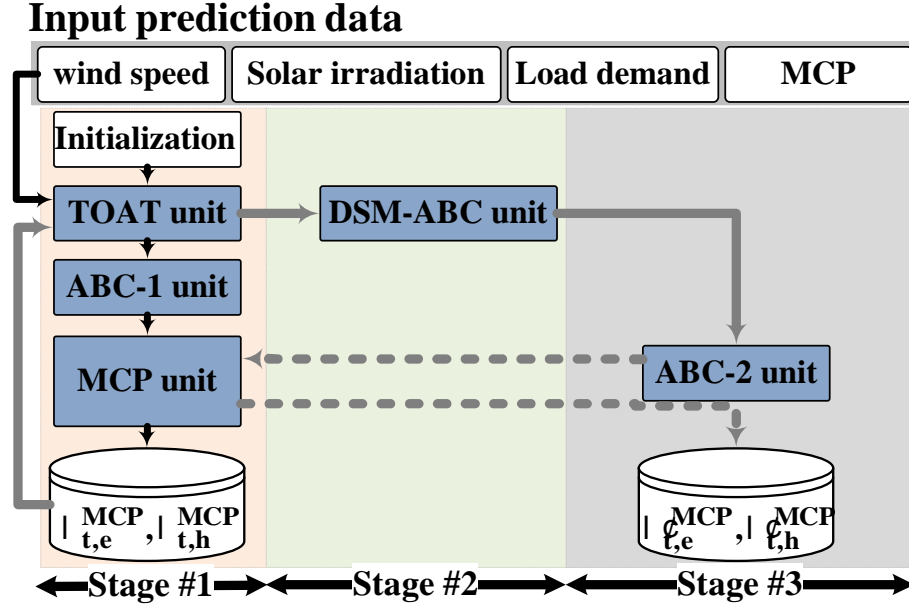 Input prediction data
wind speed
Solar irradiation
Load demand
MCP
Initialization
TOAT unit
DSM-ABC unit
ABC-1 unit
MCP unit
ABC-2 unit
| MCP t,e , | MCP t,h
| ¢MCP t,e , | ¢MCP t,h
Stage #1
Stage #2
Stage #3